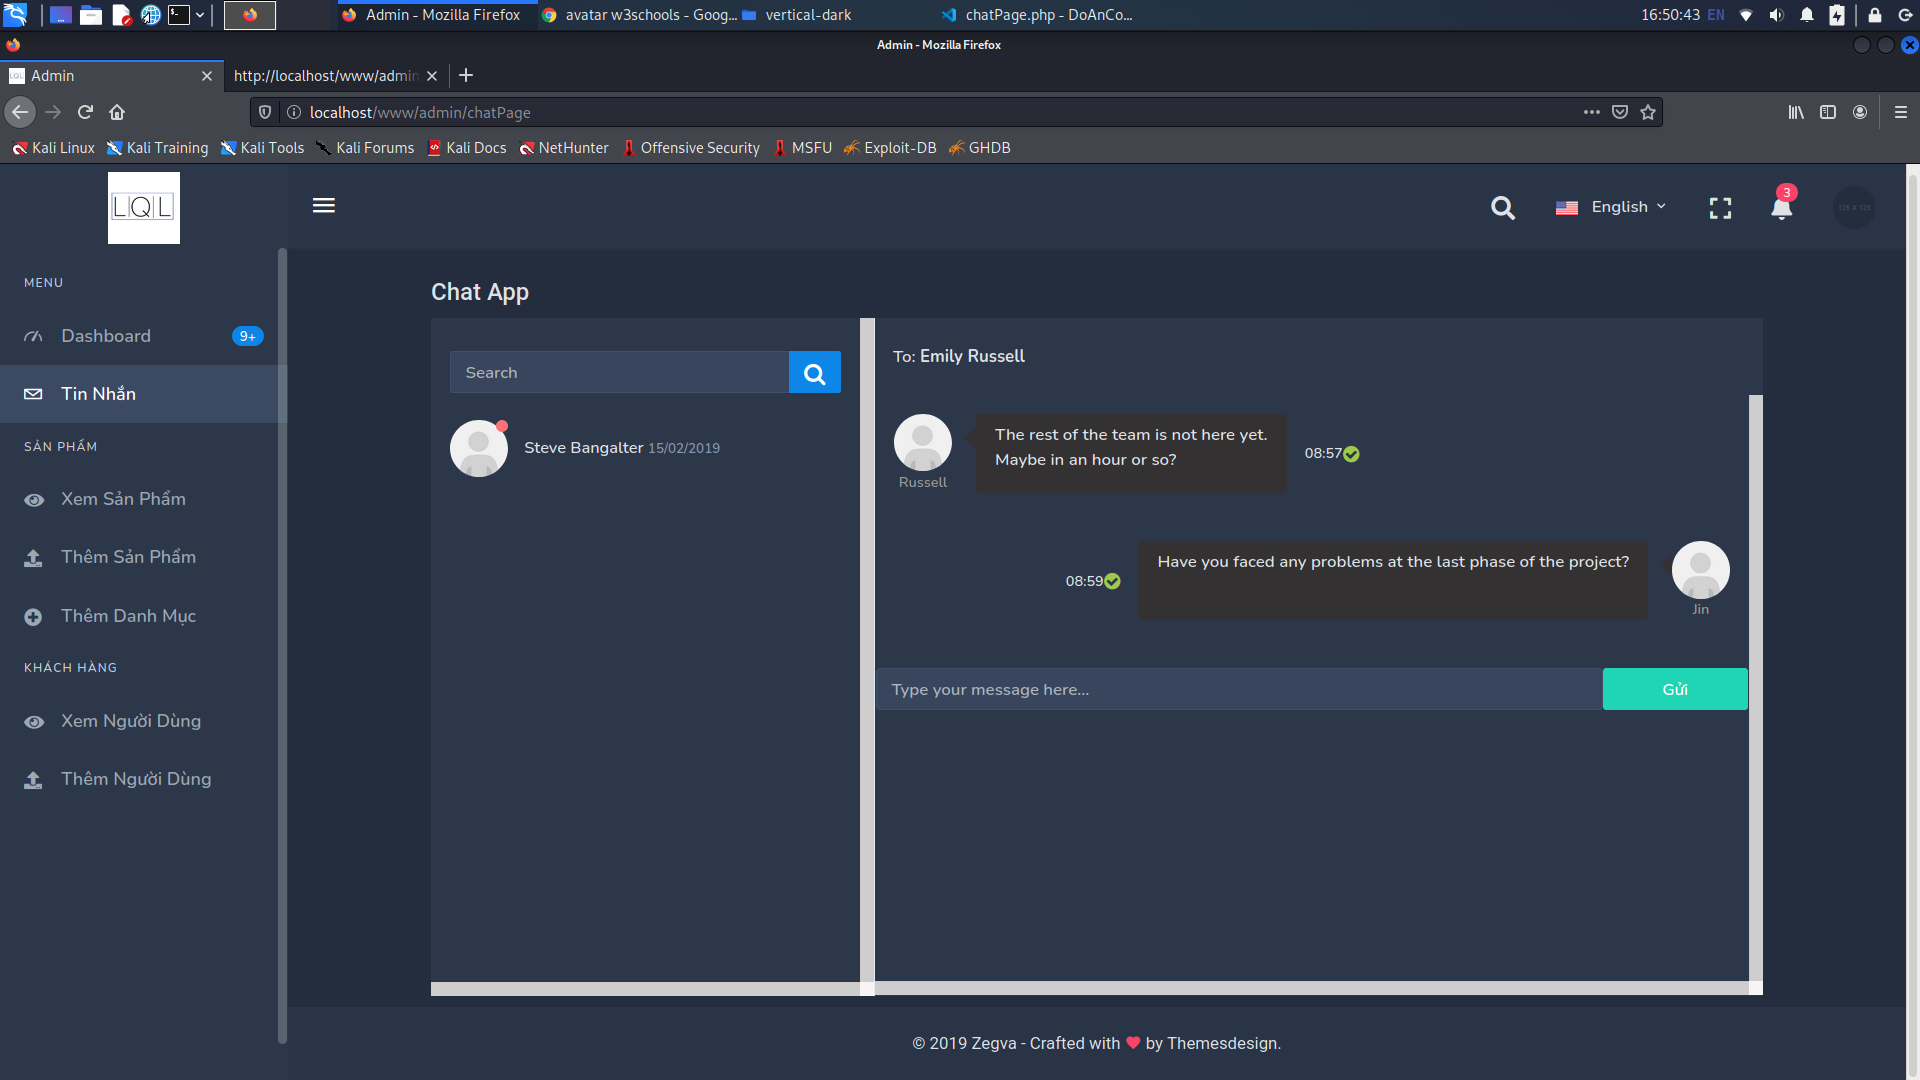 16:50:43 EN
Admin - Mozilla Firefox
avatar w3schools - Goog...
vertical-dark
chatPage.php - DoAnCo...
Admin - Mozilla Firefox
Admin
http://localhost/www/admin
localhost/www/admin/chatPage
Kali Linux
Kali Training
Kali Tools
Kali Forums
Kali Docs
NetHunter
Offensive Security
MSFU
Exploit-DB
GHDB
LQL
English
3
125 X 125
MENU
Dashboard
9+
Tin Nhắn
SẢN PHẨM
Xem Sản Phẩm
Thêm Sản Phẩm
Thêm Danh Mục
KHÁCH HÀNG
Xem Người Dùng
Thêm Người Dùng
Chat App
Search
Steve Bangalter 15/02/2019
To: Emily Russell
The rest of the team is not here yet.
Maybe in an hour or so?
08:57
Russell
Have you faced any problems at the last phase of the project?
08:59
Jin
Type your message here...
Gửi
© 2019 Zegva - Crafted with by Themesdesign.